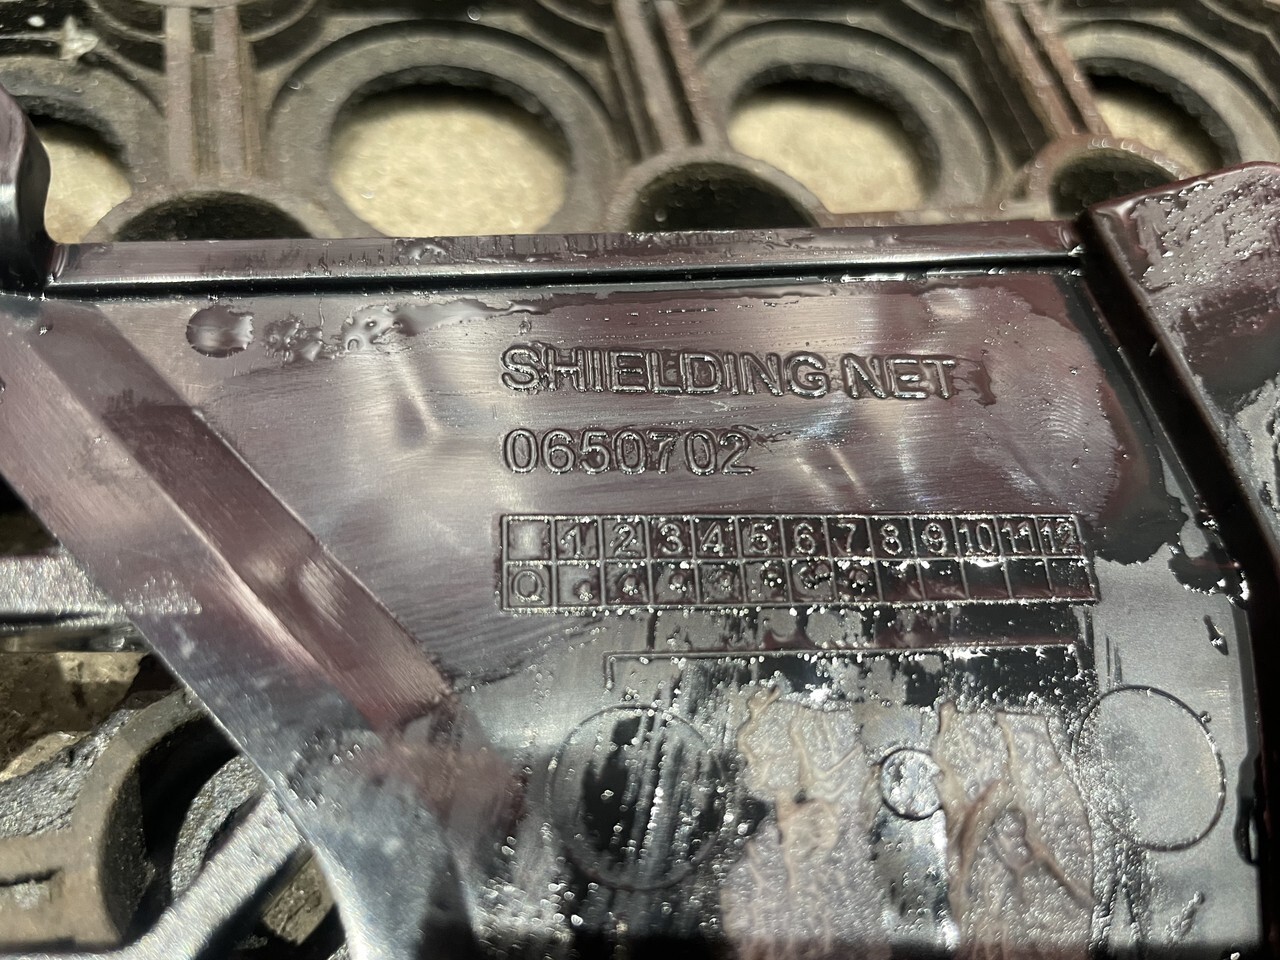 SHIELDING NET
0650702
1 2 3 4 5 6 7 8 9 10 11 12
Q